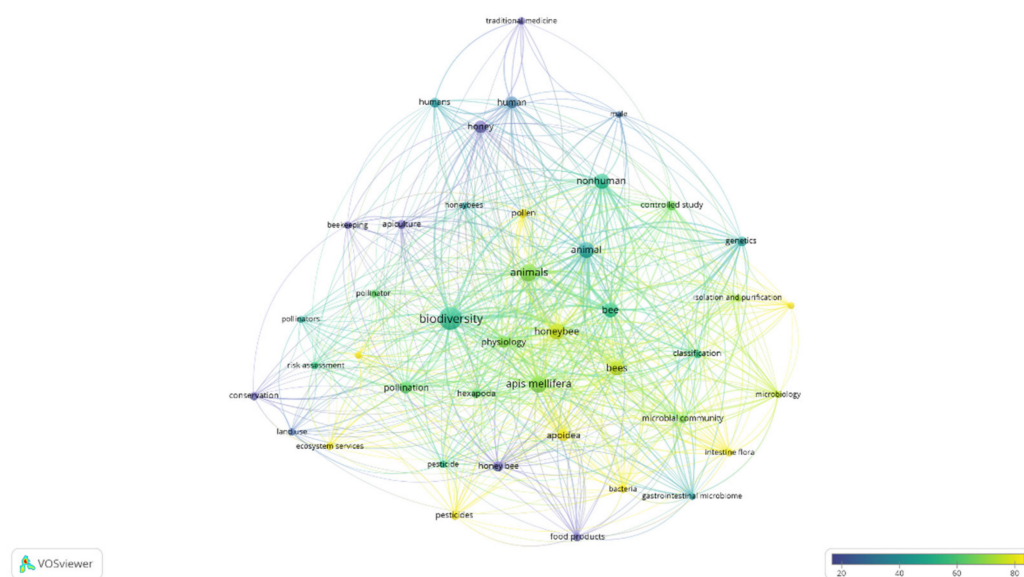 traditional medicine
humans
human
male
honey
nonhuman
honeybees
pollen
controlled study
beekeeping
apiculture
genetics
animal
animals
pollinator
isolation and purification
bee
pollinators
biodiversity
honeybee
physiology
classification
risk assessment
bees
pollination
apis mellifera
hexapoda
conservation
microbiology
microbial community
land use
apoidea
ecosystem services
intestine flora
pesticide
honey bee
bacteria
gastrointestinal microbiome
pesticides
food products
VOSviewer
20 40 60 80